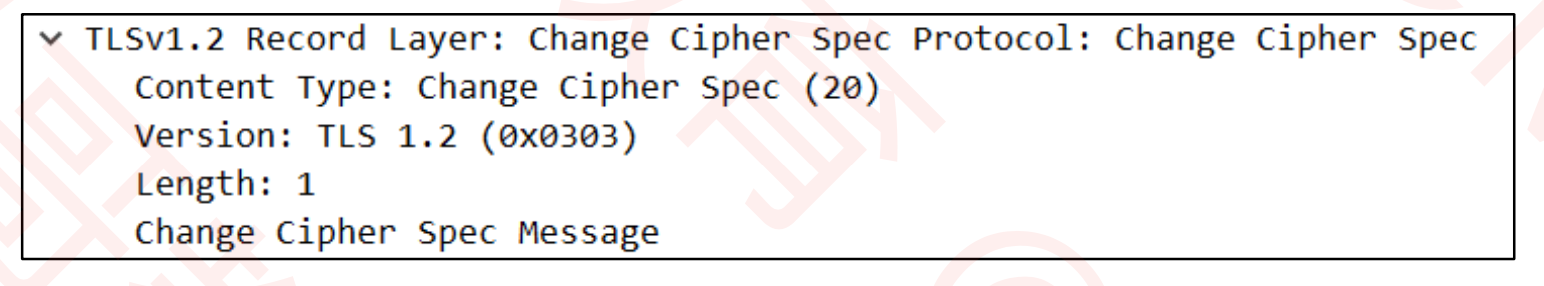 TLSv1.2 Record Layer: Change Cipher Spec Protocol: Change Cipher Spec
Content Type: Change Cipher Spec (20)
Version: TLS 1.2 (0x0303)
Length: 1
Change Cipher Spec Message